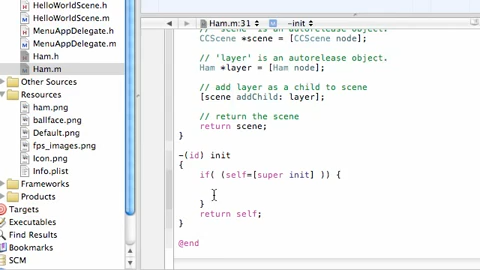 HelloWorldScene.h
HelloWorldScene.m
MenuAppDelegate.h
MenuAppDelegate.m
Ham.h
Ham.m
Other Sources
Resources
ham.png
ballface.png
Default.png
fps_images.png
Icon.png
Info.plist
Frameworks
Products
Targets
Executables
Find Results
Bookmarks
SCM
Ham.m:31
-init
// 'scene' is an autorelease object.
CCScene *scene = [CCScene node];
// 'layer' is an autorelease object.
Ham *layer = [Ham node];
// add layer as a child to scene
[scene addChild: layer];
// return the scene
return scene;
}
-(id) init
{
if( (self=[super init] )) {
}
return self;
}
@end